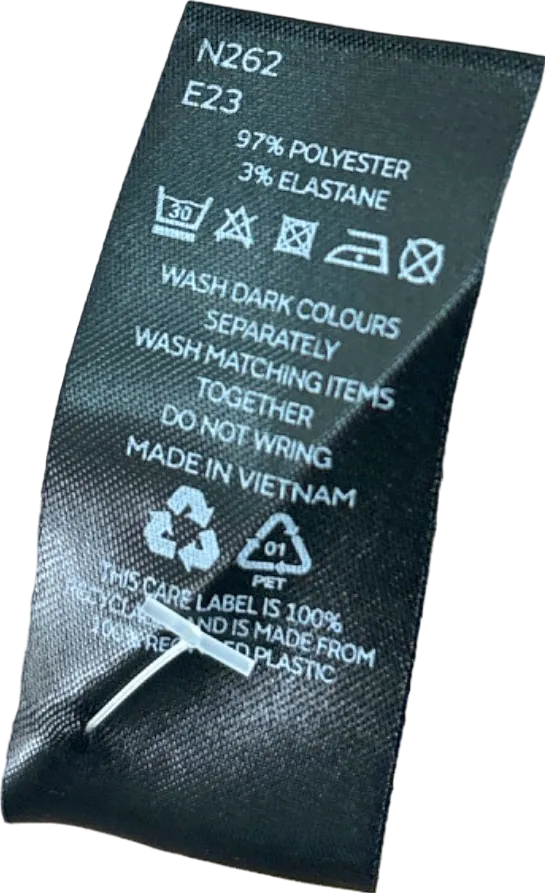 N262
E23
97% POLYESTER
3% ELASTANE
30
WASH DARK COLOURS
SEPARATELY
WASH MATCHING ITEMS
TOGETHER
DO NOT WRING
MADE IN VIETNAM
01
PET
THIS CARE LABEL IS 100%
AND IS MADE FROM
PLASTIC